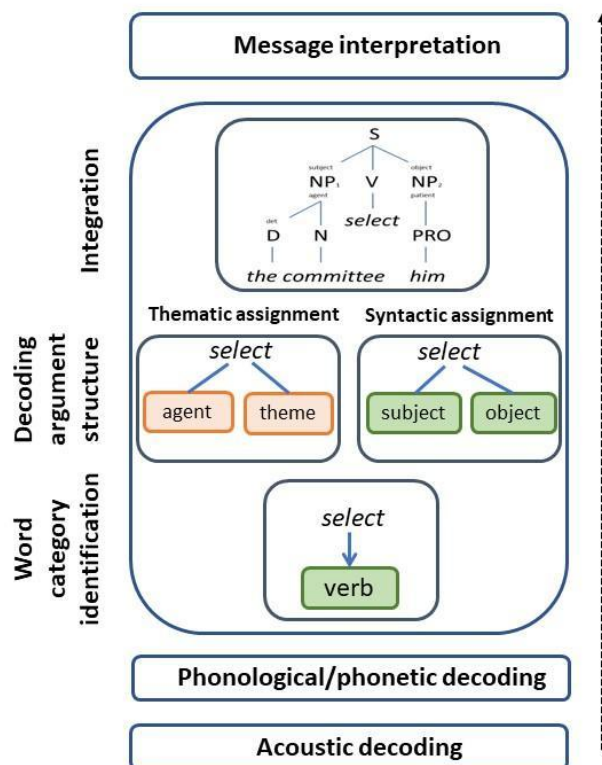 Message interpretation
Integration
S
subject object
NP₁ V NP₂
agent patient
select
det
D N PRO
the committee him
Thematic assignment Syntactic assignment
Decoding
argument
structure
select select
agent theme subject object
Word
category
identification
select
verb
Phonological/phonetic decoding
Acoustic decoding